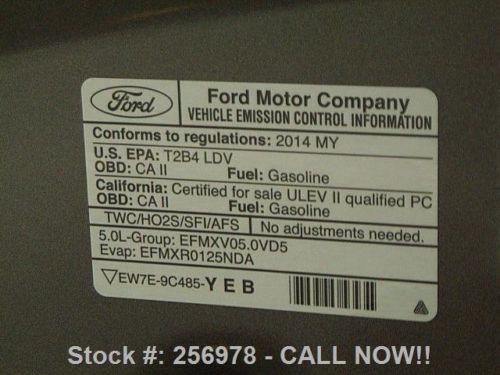 Ford
Ford Motor Company
VEHICLE EMISSION CONTROL INFORMATION
Conforms to regulations: 2014 MY
U.S. EPA: T2B4 LDV
OBD: CA II Fuel: Gasoline
California: Certified for sale ULEV II qualified PC
OBD: CA II Fuel: Gasoline
TWC/HO2S/SFI/AFS No adjustments needed.
5.0L-Group: EFMXV05.0VD5
Evap: EFMXR0125NDA
EW7E-9C485-YEB
Stock #: 256978 - CALL NOW!!